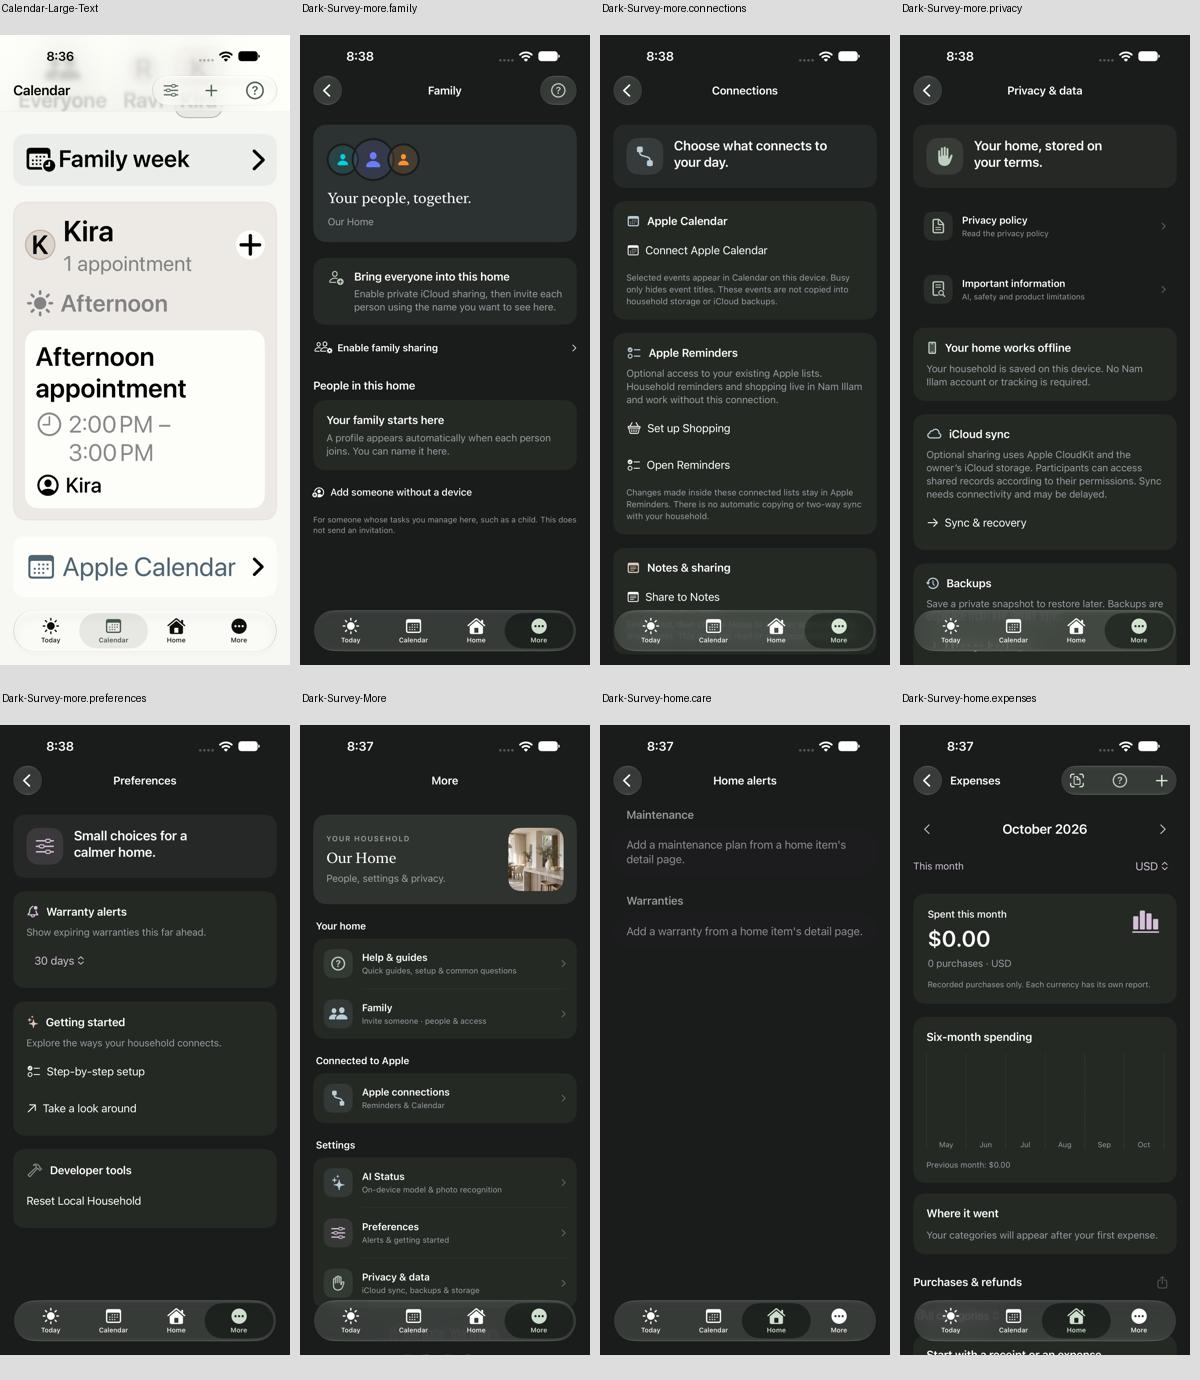 Calendar-Large-Text
8:36
Calendar
Everyone Ravi Kira
Family week
K
Kira
1 appointment
Afternoon
Afternoon
appointment
2:00 PM –
3:00 PM
Kira
Apple Calendar
Today Calendar Home More
Dark-Survey-more.family
8:38
Family
Your people, together.
Our Home
Bring everyone into this home
Enable private iCloud sharing, then invite each
person using the name you want to see here.
Enable family sharing
People in this home
Your family starts here
A profile appears automatically when each person
joins. You can name it here.
Add someone without a device
For someone whose tasks you manage here, such as a child. This does
not send an invitation.
Today Calendar Home More
Dark-Survey-more.connections
8:38
Connections
Choose what connects to
your day.
Apple Calendar
Connect Apple Calendar
Selected events appear in Calendar on this device. Busy
only hides event titles. These events are not copied into
household storage or iCloud backups.
Apple Reminders
Optional access to your existing Apple lists.
Household reminders and shopping live in Nam Illam
and work without this connection.
Set up Shopping
Open Reminders
Changes made inside these connected lists stay in Apple
Reminders. There is no automatic copying or two-way sync
with your household.
Notes & sharing
Share to Notes
Today Calendar Home More
Dark-Survey-more.privacy
8:38
Privacy & data
Your home, stored on
your terms.
Privacy policy
Read the privacy policy
Important information
AI, safety and product limitations
Your home works offline
Your household is saved on this device. No Nam
Illam account or tracking is required.
iCloud sync
Optional sharing uses Apple CloudKit and the
owner's iCloud storage. Participants can access
shared records according to their permissions. Sync
needs connectivity and may be delayed.
Sync & recovery
Backups
Save a private snapshot to restore later. Backups are
Today Calendar Home More
Dark-Survey-more.preferences
8:38
Preferences
Small choices for a
calmer home.
Warranty alerts
Show expiring warranties this far ahead.
30 days
Getting started
Explore the ways your household connects.
Step-by-step setup
Take a look around
Developer tools
Reset Local Household
Today Calendar Home More
Dark-Survey-More
8:37
More
YOUR HOUSEHOLD
Our Home
People, settings & privacy.
Your home
Help & guides
Quick guides, setup & common questions
Family
Invite someone · people & access
Connected to Apple
Apple connections
Reminders & Calendar
Settings
AI Status
On-device model & photo recognition
Preferences
Alerts & getting started
Privacy & data
iCloud sync, backups & storage
Today Calendar Home More
Dark-Survey-home.care
8:37
Home alerts
Maintenance
Add a maintenance plan from a home item's
detail page.
Warranties
Add a warranty from a home item's detail page.
Today Calendar Home More
Dark-Survey-home.expenses
8:37
Expenses
October 2026
This month
USD
Spent this month
$0.00
0 purchases · USD
Recorded purchases only. Each currency has its own report.
Six-month spending
May Jun Jul Aug Sep Oct
Previous month: $0.00
Where it went
Your categories will appear after your first expense.
Purchases & refunds
Today Calendar Home More
Start with a receipt or an expense